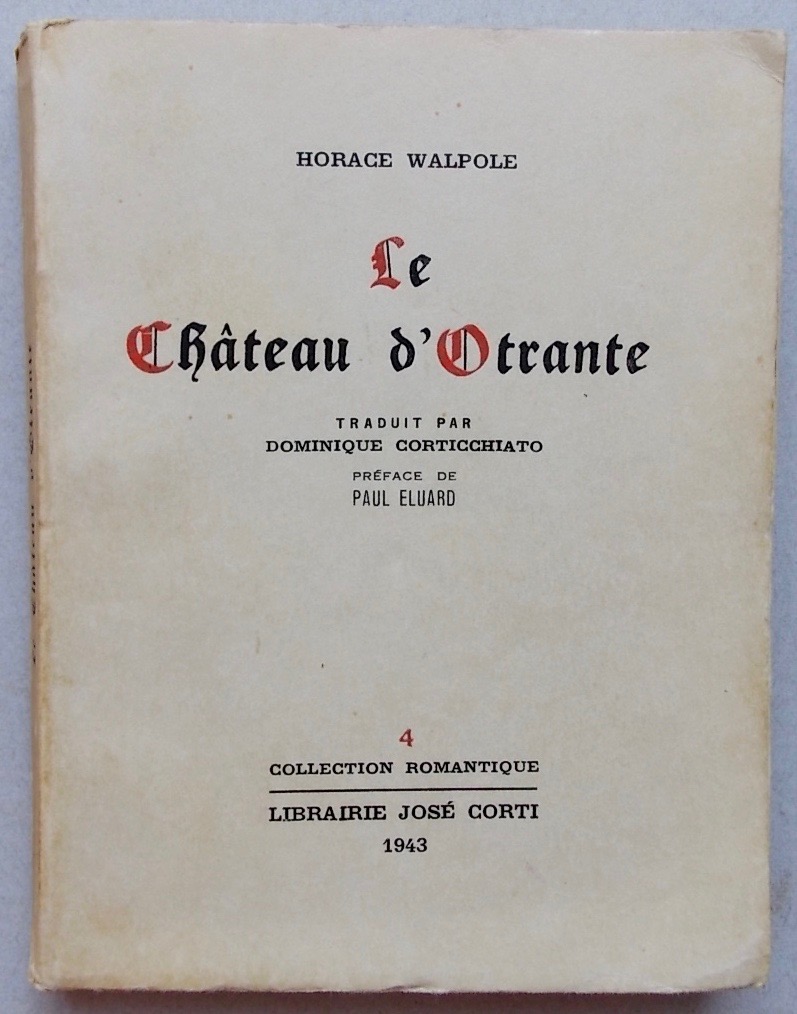 HORACE WALPOLE
Le
Château d'Otrante
TRADUIT PAR
DOMINIQUE CORTICCHIATO
PRÉFACE DE
PAUL ELUARD
4
COLLECTION ROMANTIQUE
LIBRAIRIE JOSÉ CORTI
1943